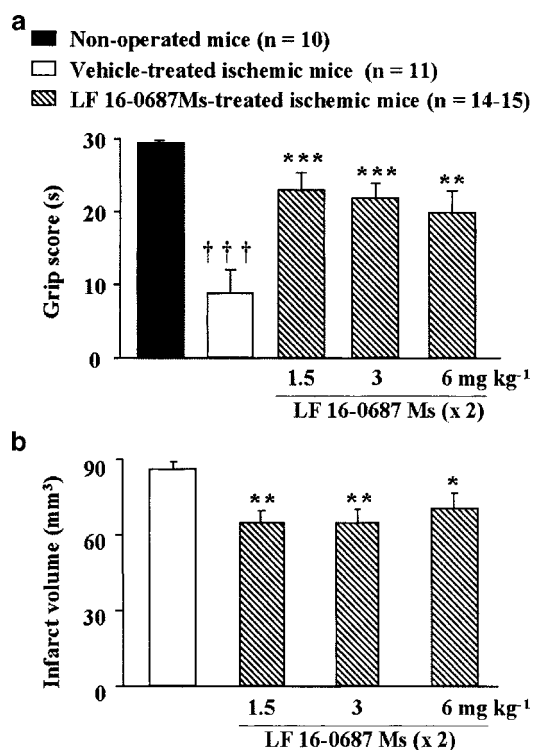 a
Non-operated mice (n = 10)
Vehicle-treated ischemic mice (n = 11)
LF 16-0687Ms-treated ischemic mice (n = 14-15)
30
20
10
0
Grip score (s)
†††
***
***
**
1.5 3 6 mg kg-1
LF 16-0687 Ms (x 2)
b
90
60
30
0
Infarct volume (mm³)
**
**
*
1.5 3 6 mg kg-1
LF 16-0687 Ms (x 2)